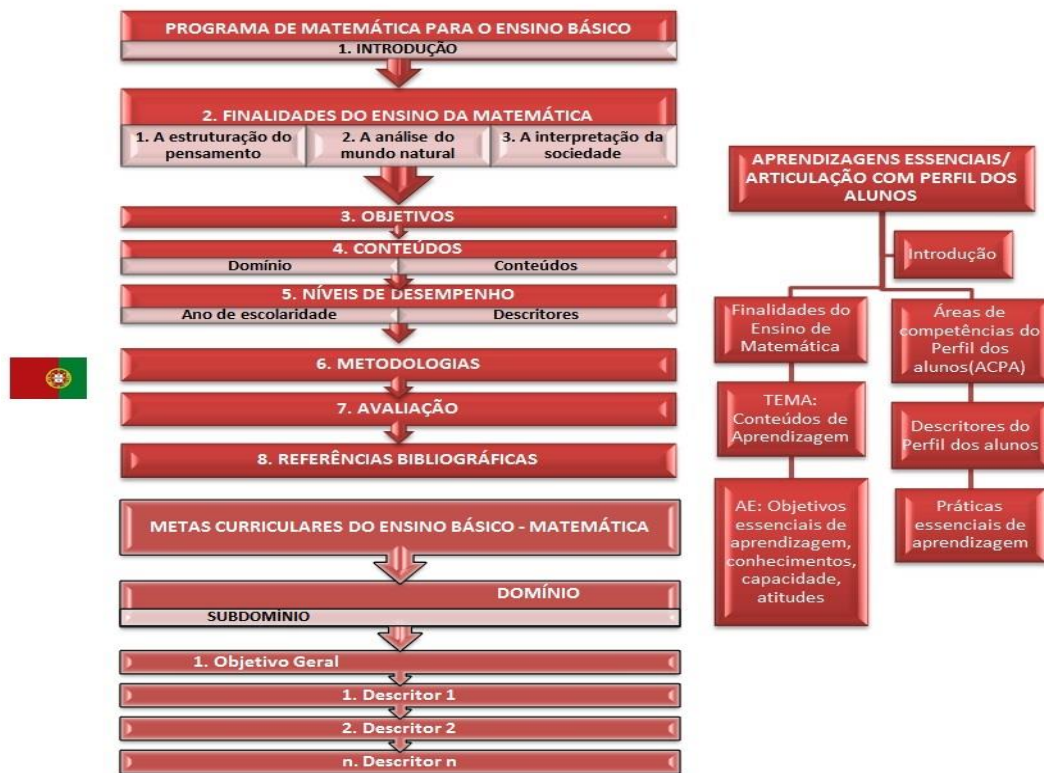 PROGRAMA DE MATEMÁTICA PARA O ENSINO BÁSICO
1. INTRODUÇÃO
2. FINALIDADES DO ENSINO DA MATEMÁTICA
1. A estruturação do
pensamento
2. A análise do
mundo natural
3. A interpretação da
sociedade
3. OBJETIVOS
4. CONTEÚDOS
Domínio
Conteúdos
5. NÍVEIS DE DESEMPENHO
Ano de escolaridade
Descritores
6. METODOLOGIAS
7. AVALIAÇÃO
8. REFERÊNCIAS BIBLIOGRÁFICAS
METAS CURRICULARES DO ENSINO BÁSICO - MATEMÁTICA
DOMÍNIO
SUBDOMÍNIO
1. Objetivo Geral
1. Descritor 1
2. Descritor 2
n. Descritor n
APRENDIZAGENS ESSENCIAIS/
ARTICULAÇÃO COM PERFIL DOS
ALUNOS
Introdução
Finalidades do
Ensino de
Matemática
TEMA:
Conteúdos de
Aprendizagem
AE: Objetivos
essenciais de
aprendizagem,
conhecimentos,
capacidade,
atitudes
Áreas de
competências do
Perfil dos
alunos(ACPA)
Descritores do
Perfil dos alunos
Práticas
essenciais de
aprendizagem